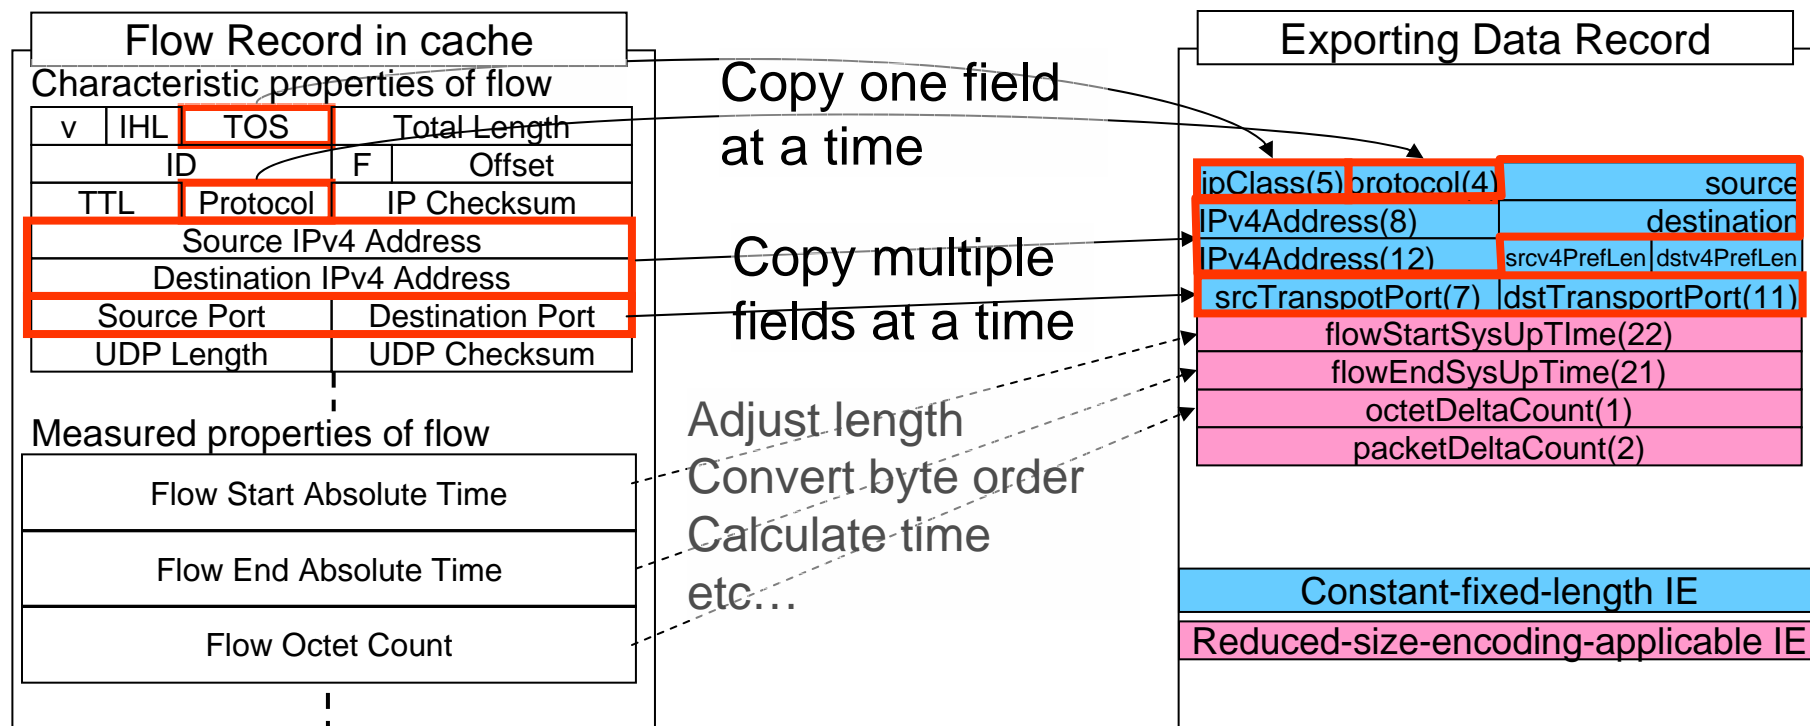 Flow Record in cache
Characteristic properties of flow
v IHL TOS Total Length
ID F Offset
TTL Protocol IP Checksum
Source IPv4 Address
Destination IPv4 Address
Source Port Destination Port
UDP Length UDP Checksum
Measured properties of flow
Flow Start Absolute Time
Flow End Absolute Time
Flow Octet Count
Copy one field
at a time
Copy multiple
fields at a time
Adjust length
Convert byte order
Calculate time
etc...
Exporting Data Record
ipClass(5) protocol(4) source
IPv4Address(8) destination
IPv4Address(12) srcv4PrefLen dstv4PrefLen
srcTranspotPort(7) dstTransportPort(11)
flowStartSysUpTIme(22)
flowEndSysUpTime(21)
octetDeltaCount(1)
packetDeltaCount(2)
Constant-fixed-length IE
Reduced-size-encoding-applicable IE